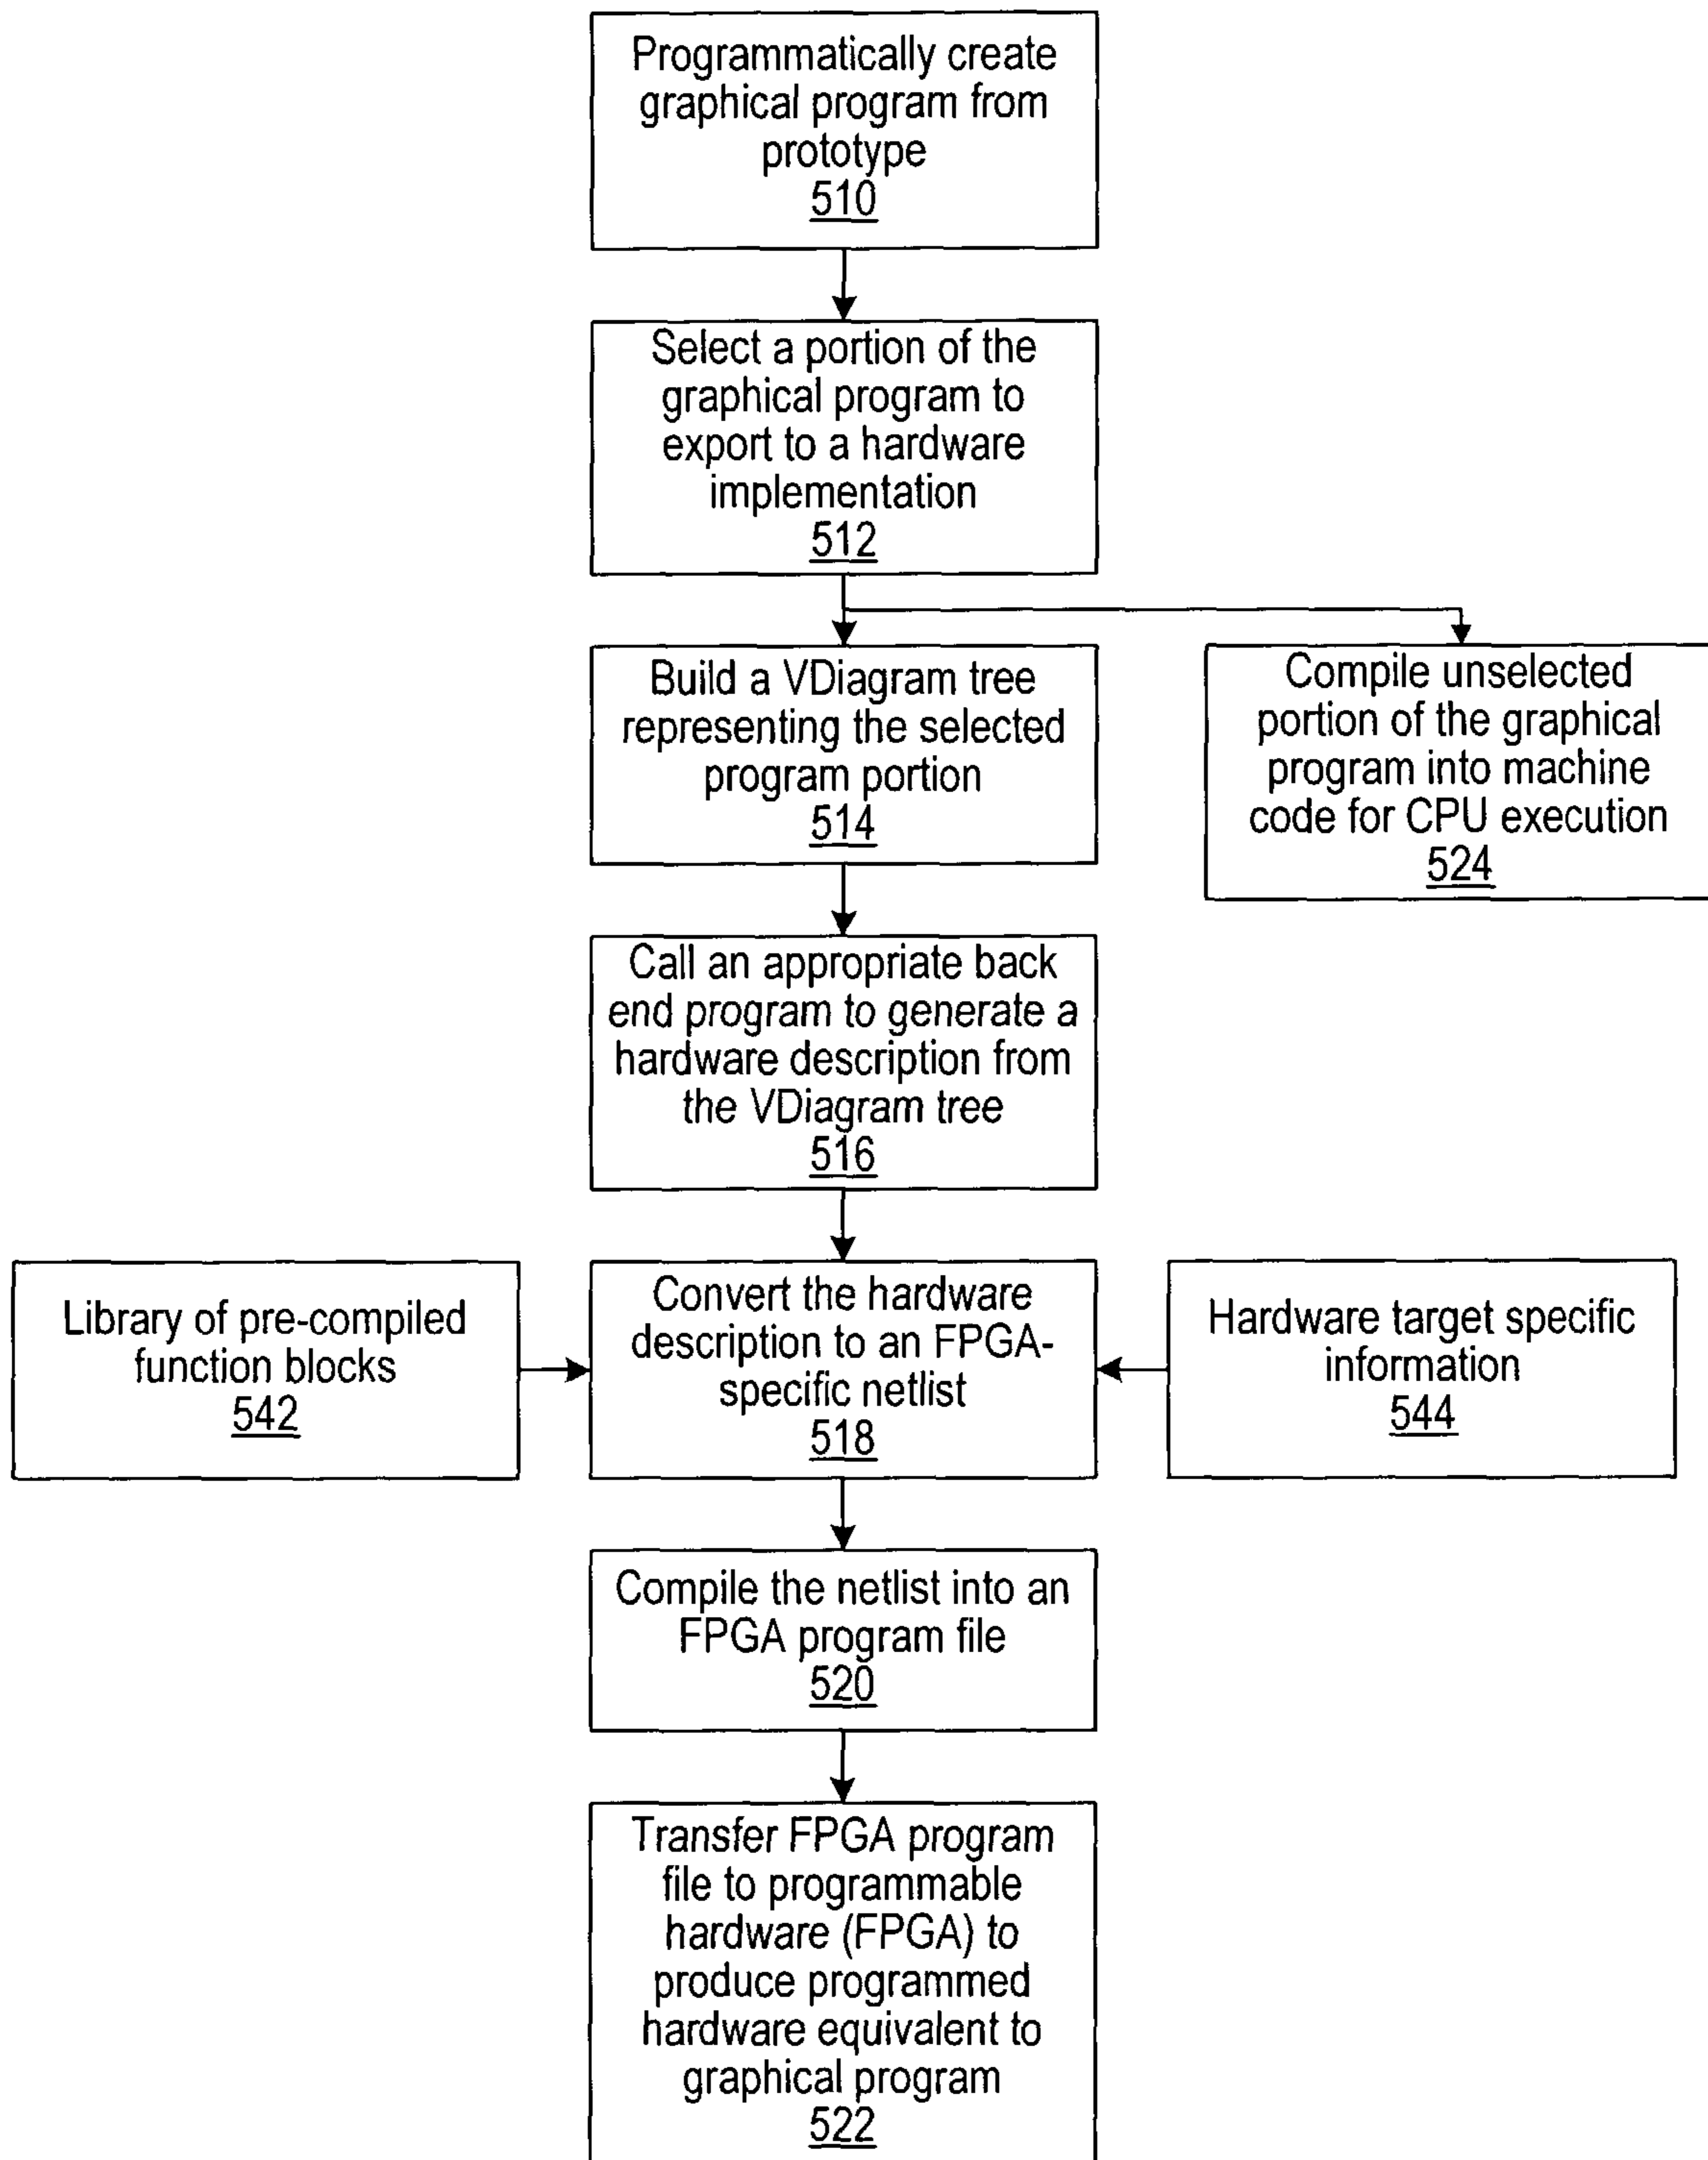 Programmatically create
graphical program from
prototype
510
Select a portion of the
graphical program to
export to a hardware
implementation
512
Build a VDiagram tree
representing the selected
program portion
514
Compile unselected
portion of the graphical
program into machine
code for CPU execution
524
Call an appropriate back
end program to generate a
hardware description from
the VDiagram tree
516
Library of pre-compiled
function blocks
542
Convert the hardware
description to an FPGA-
specific netlist
518
Hardware target specific
information
544
Compile the netlist into an
FPGA program file
520
Transfer FPGA program
file to programmable
hardware (FPGA) to
produce programmed
hardware equivalent to
graphical program
522